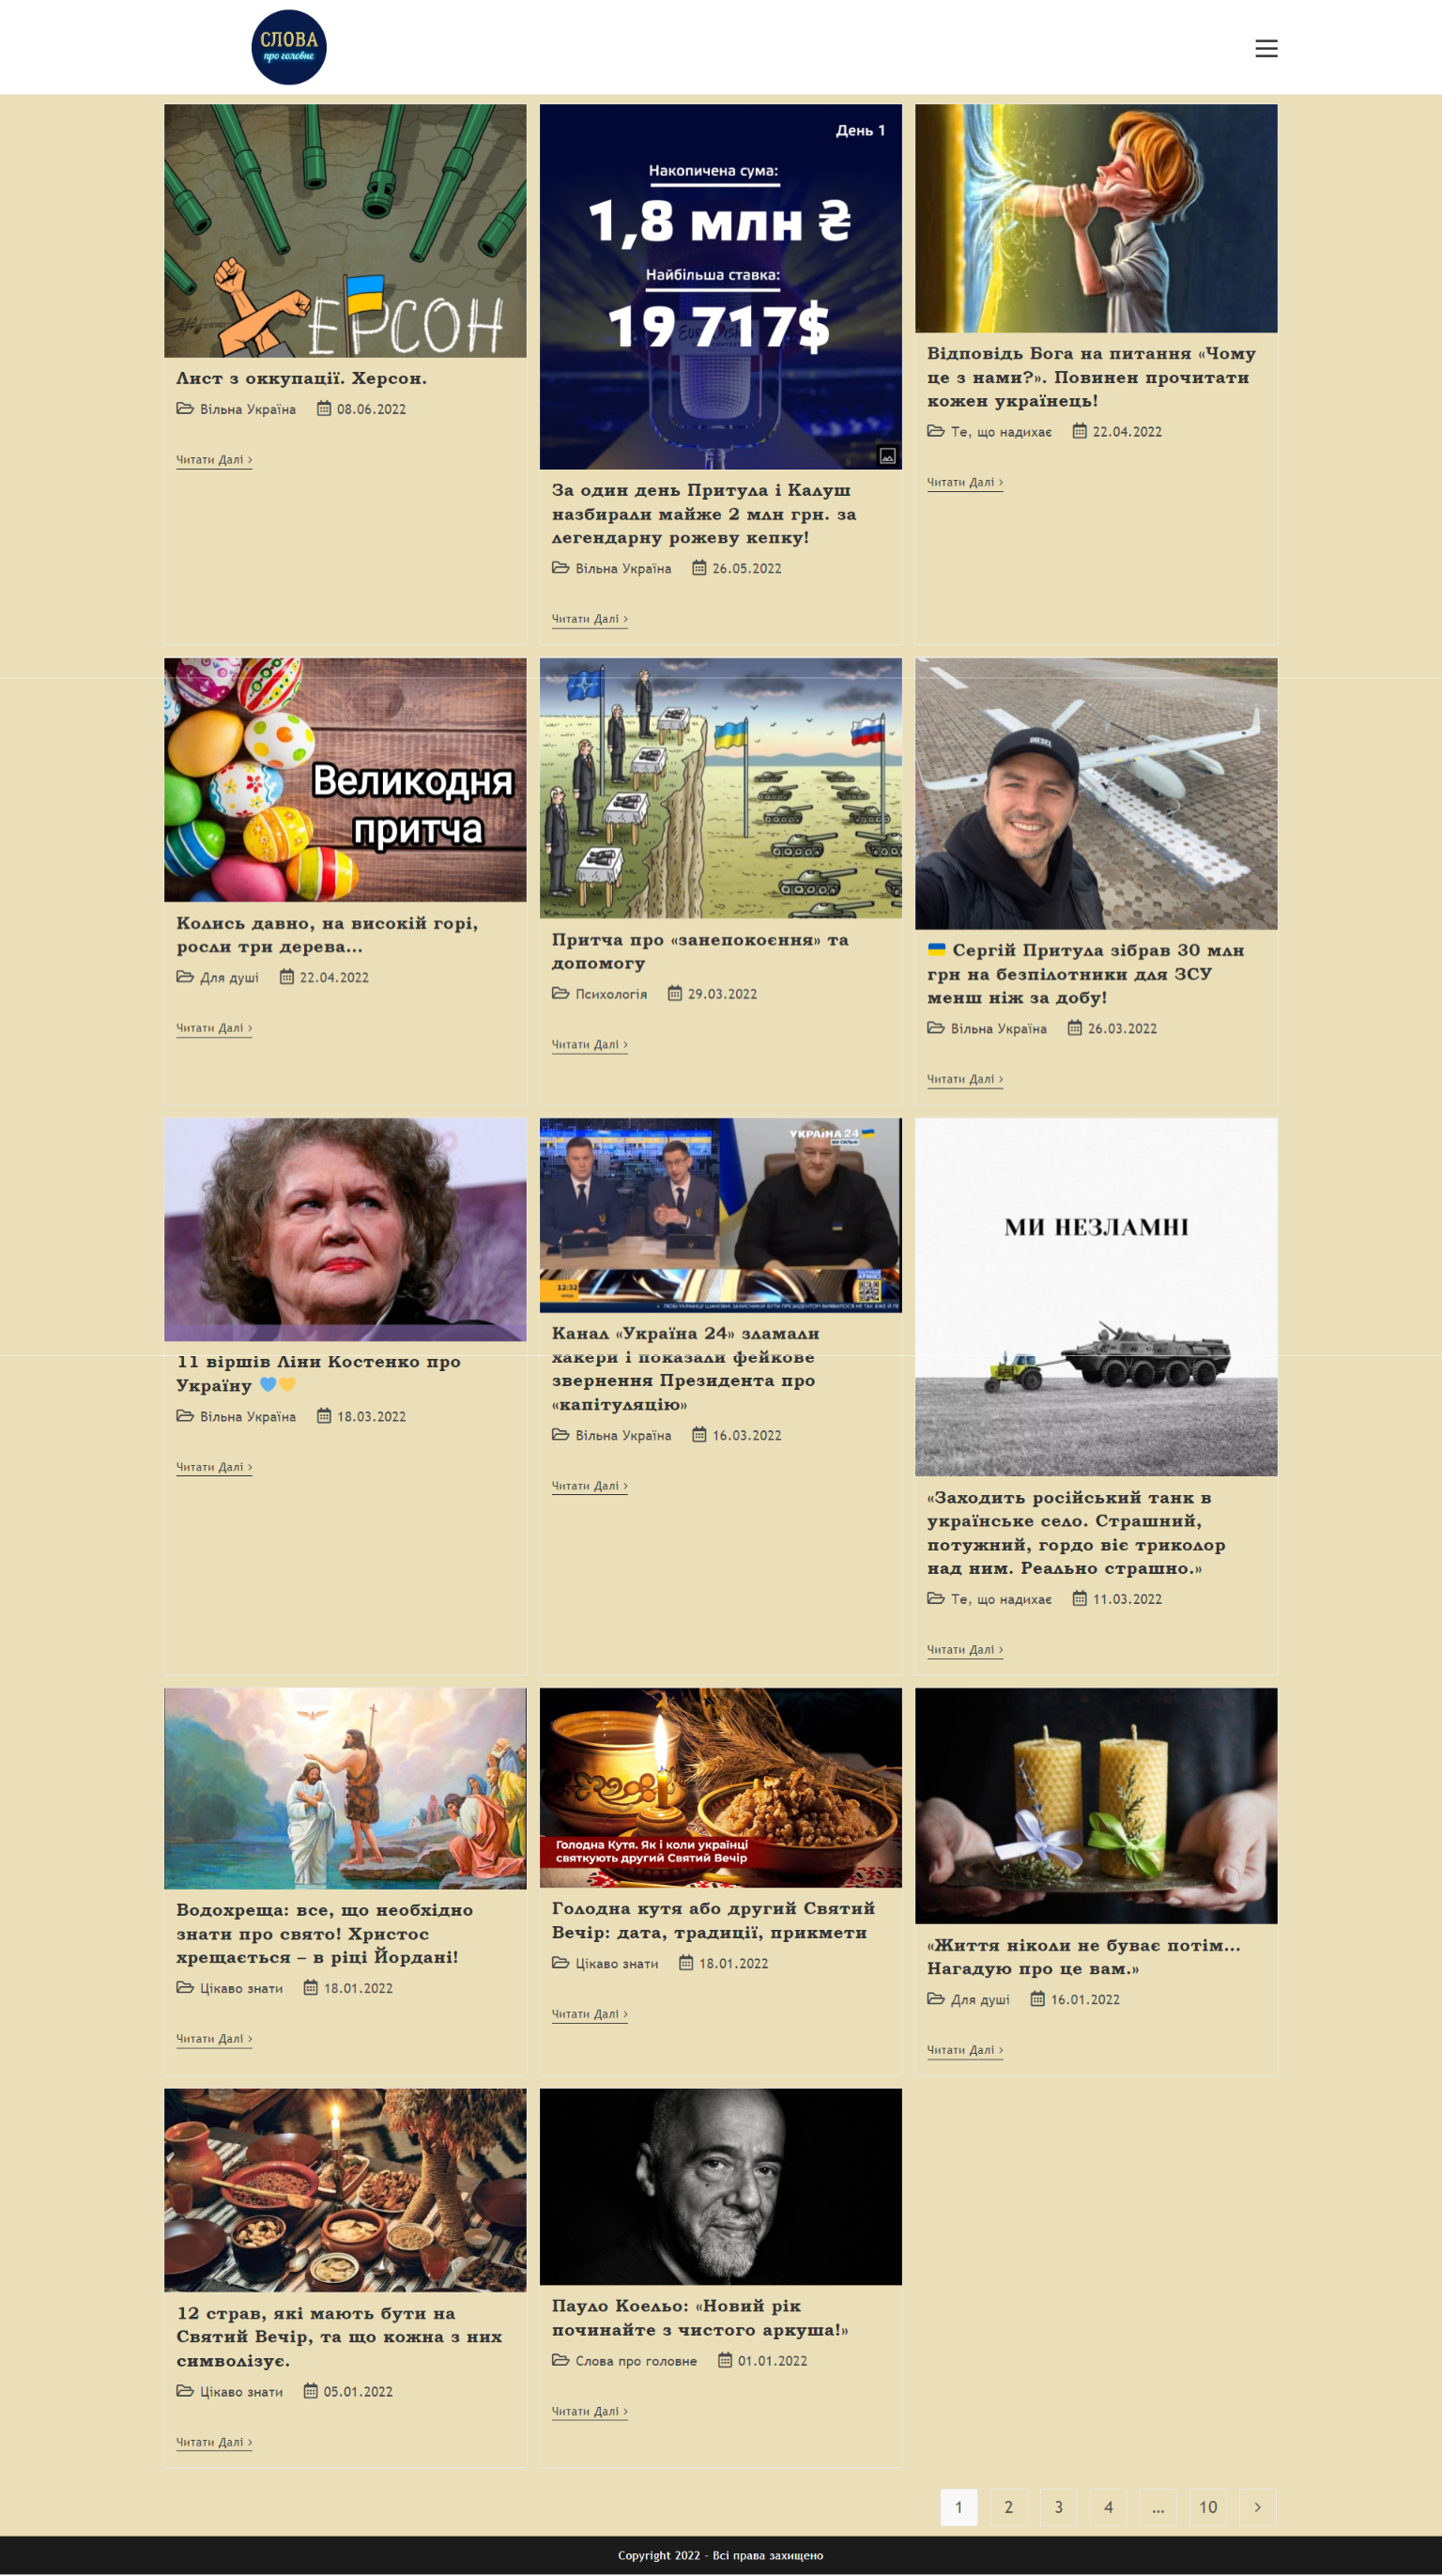 СЛОВА
про головне
ЕРСОН
Лист з оккупації. Херсон.
Вільна Україна 08.06.2022
Читати Далі
День 1
Накопичена сума:
1,8 млн ₴
Найбільша ставка:
19 717$
За один день Притула і Калуш
назбирали майже 2 млн грн. за
легендарну рожеву кепку!
Вільна Україна 26.05.2022
Читати Далі
Відповідь Бога на питання «Чому
це з нами?». Повинен прочитати
кожен українець!
Те, що надихає 22.04.2022
Читати Далі
Великодня
притча
Колись давно, на високій горі,
росли три дерева…
Для душі 22.04.2022
Читати Далі
Притча про «занепокоєння» та
допомогу
Психологія 29.03.2022
Читати Далі
DIESEL
Сергій Притула зібрав 30 млн
грн на безпілотники для ЗСУ
менш ніж за добу!
Вільна Україна 26.03.2022
Читати Далі
11 віршів Ліни Костенко про
Україну 💙💛
Вільна Україна 18.03.2022
Читати Далі
УКРАЇНА 24
12:32
Канал «Україна 24» зламали
хакери і показали фейкове
звернення Президента про
«капітуляцію»
Вільна Україна 16.03.2022
Читати Далі
МИ НЕЗЛАМНІ
«Заходить російський танк в
українське село. Страшний,
потужний, гордо віє триколор
над ним. Реально страшно.»
Те, що надихає 11.03.2022
Читати Далі
Водохреща: все, що необхідно
знати про свято! Христос
хрещається – в ріці Йордані!
Цікаво знати 18.01.2022
Читати Далі
Голодна Кутя. Як і коли українці
святкують другий Святий Вечір
Голодна кутя або другий Святий
Вечір: дата, традиції, прикмети
Цікаво знати 18.01.2022
Читати Далі
«Життя ніколи не буває потім…
Нагадую про це вам.»
Для душі 16.01.2022
Читати Далі
12 страв, які мають бути на
Святий Вечір, та що кожна з них
символізує.
Цікаво знати 05.01.2022
Читати Далі
Пауло Коельо: «Новий рік
починайте з чистого аркуша!»
Слова про головне 01.01.2022
Читати Далі
1 2 3 4 … 10
Copyright 2022 - Всі права захищено